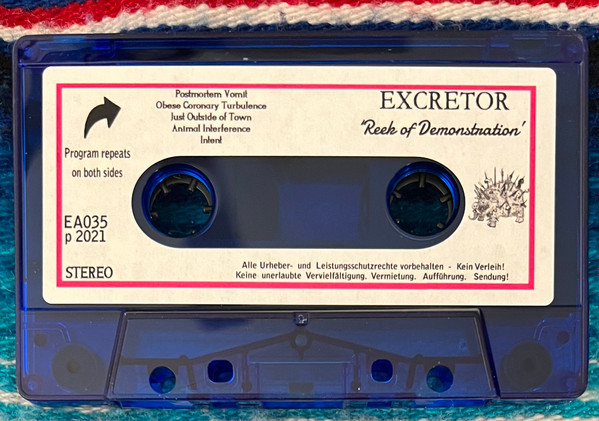 Postmortem Vomit
Obese Coronary Turbulence
Just Outside of Town
Animal Interference
Intent
EXCRETOR
"Reek of Demonstration'
Program repeats
on both sides
EA035
p 2021
STEREO
Alle Urheber- und Leistungsschutzrechte vorbehalten - Kein Verleih!
Keine unerlaubte Vervielfältigung. Vermietung. Aufführung. Sendung!